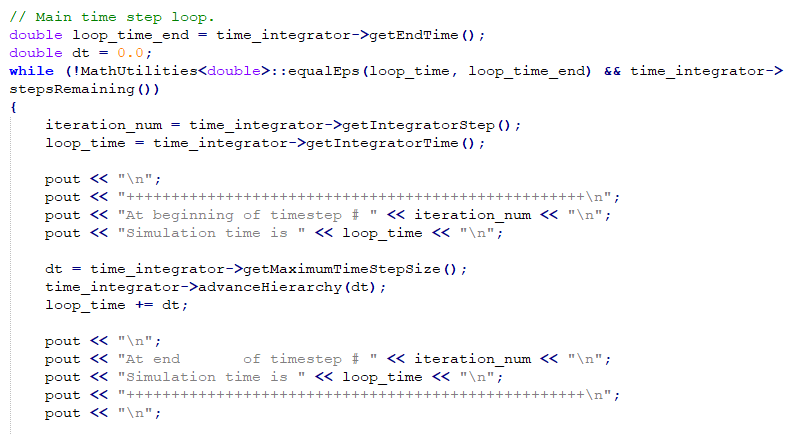 // Main time step loop.
double loop_time_end = time_integrator->getEndTime();
double dt = 0.0;
while (!MathUtilities<double>::equalEps(loop_time, loop_time_end) && time_integrator->
stepsRemaining())
{
    iteration_num = time_integrator->getIntegratorStep();
    loop_time = time_integrator->getIntegratorTime();

    pout << "\n";
    pout << "+++++++++++++++++++++++++++++++++++++++++++++++++++\n";
    pout << "At beginning of timestep # " << iteration_num << "\n";
    pout << "Simulation time is " << loop_time << "\n";

    dt = time_integrator->getMaximumTimeStepSize();
    time_integrator->advanceHierarchy(dt);
    loop_time += dt;

    pout << "\n";
    pout << "At end       of timestep # " << iteration_num << "\n";
    pout << "Simulation time is " << loop_time << "\n";
    pout << "+++++++++++++++++++++++++++++++++++++++++++++++++++\n";
    pout << "\n";